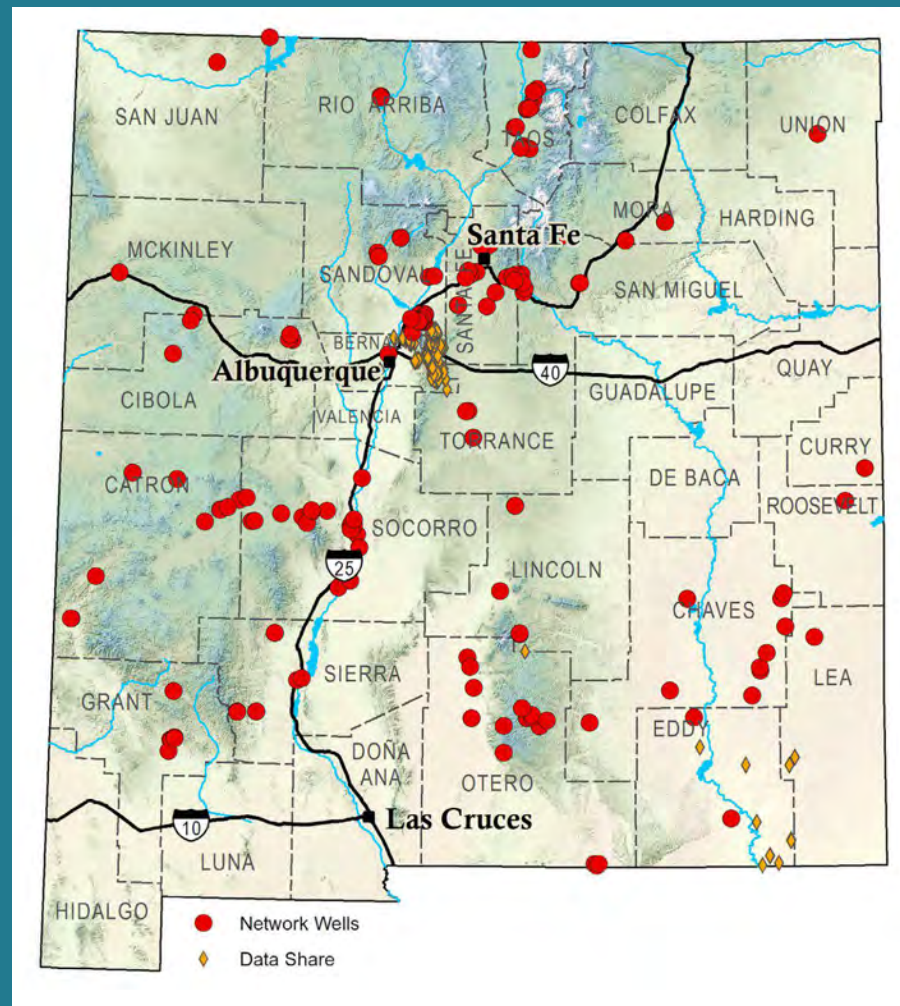 SAN JUAN
RIO ARRIBA
TAOS
COLFAX
UNION
MORA
HARDING
MCKINLEY
Santa Fe
SANDOVAL
SANTA FE
SAN MIGUEL
Albuquerque
40
QUAY
GUADALUPE
CIBOLA
VALENCIA
TORRANCE
CURRY
DE BACA
CATRON
ROOSEVELT
SOCORRO
25
LINCOLN
CHAVES
SIERRA
LEA
GRANT
EDDY
DOÑA
ANA
OTERO
Las Cruces
10
LUNA
HIDALGO
Network Wells
Data Share